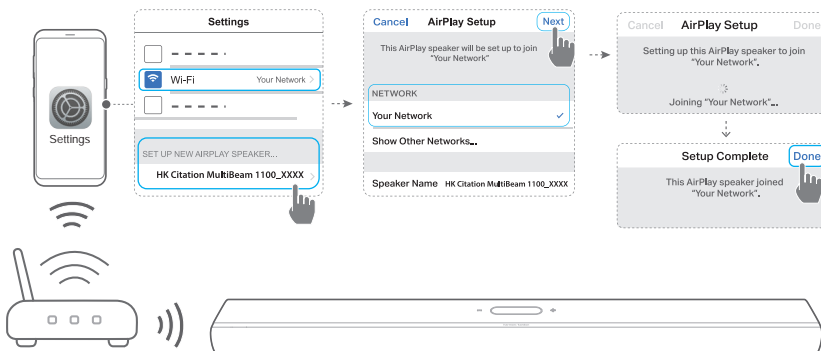 Settings
Settings
Wi-Fi
Your Network
SET UP NEW AIRPLAY SPEAKER...
HK Citation MultiBeam 1100_XXXX
Cancel
AirPlay Setup
Next
This AirPlay speaker will be set up to join
"Your Network"
NETWORK
Your Network
Show Other Networks...
Speaker Name
HK Citation MultiBeam 1100_XXXX
Cancel
AirPlay Setup
Done
Setting up this AirPlay speaker to join
"Your Network".
Joining "Your Network"...
Setup Complete
Done
This AirPlay speaker joined
"Your Network".